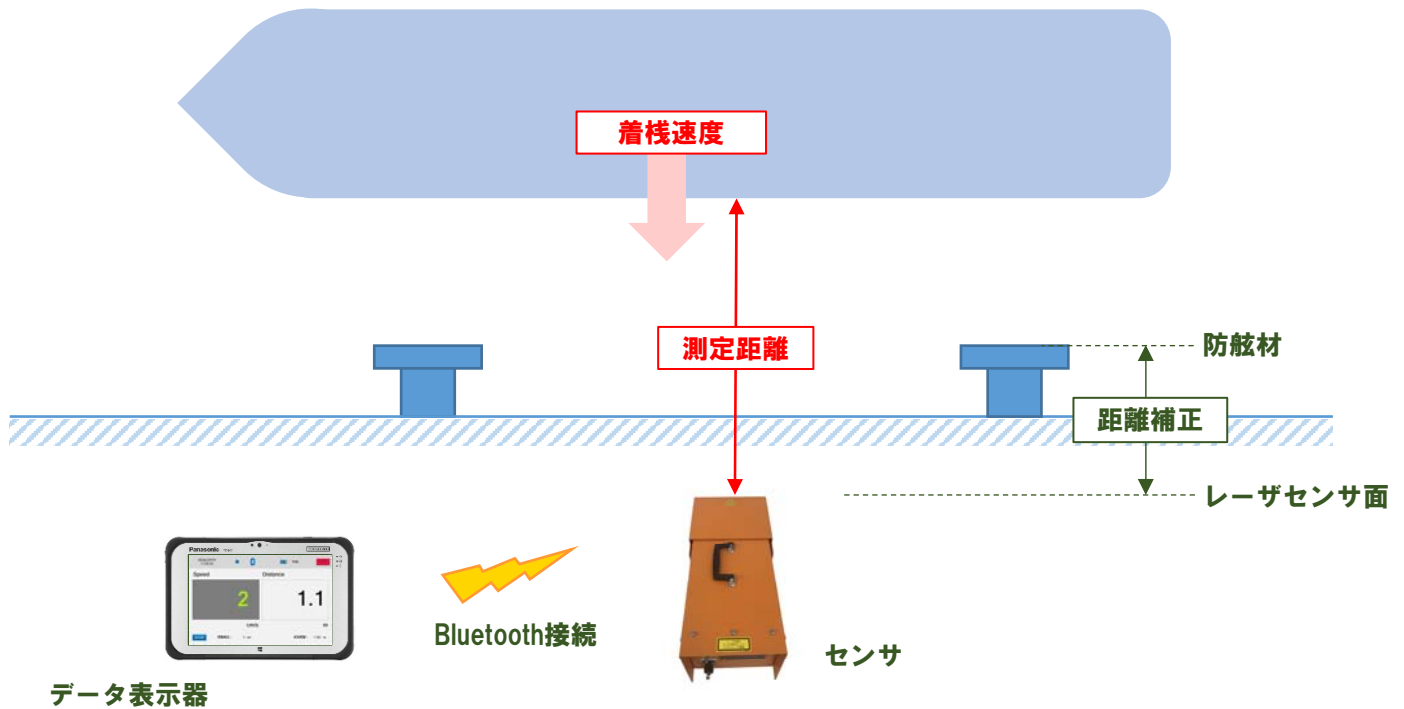 着桟速度
測定距離
防舷材
距離補正
レーザセンサ面
Panasonic
Speed
Distance
2
1.1
Bluetooth接続
センサ
データ表示器